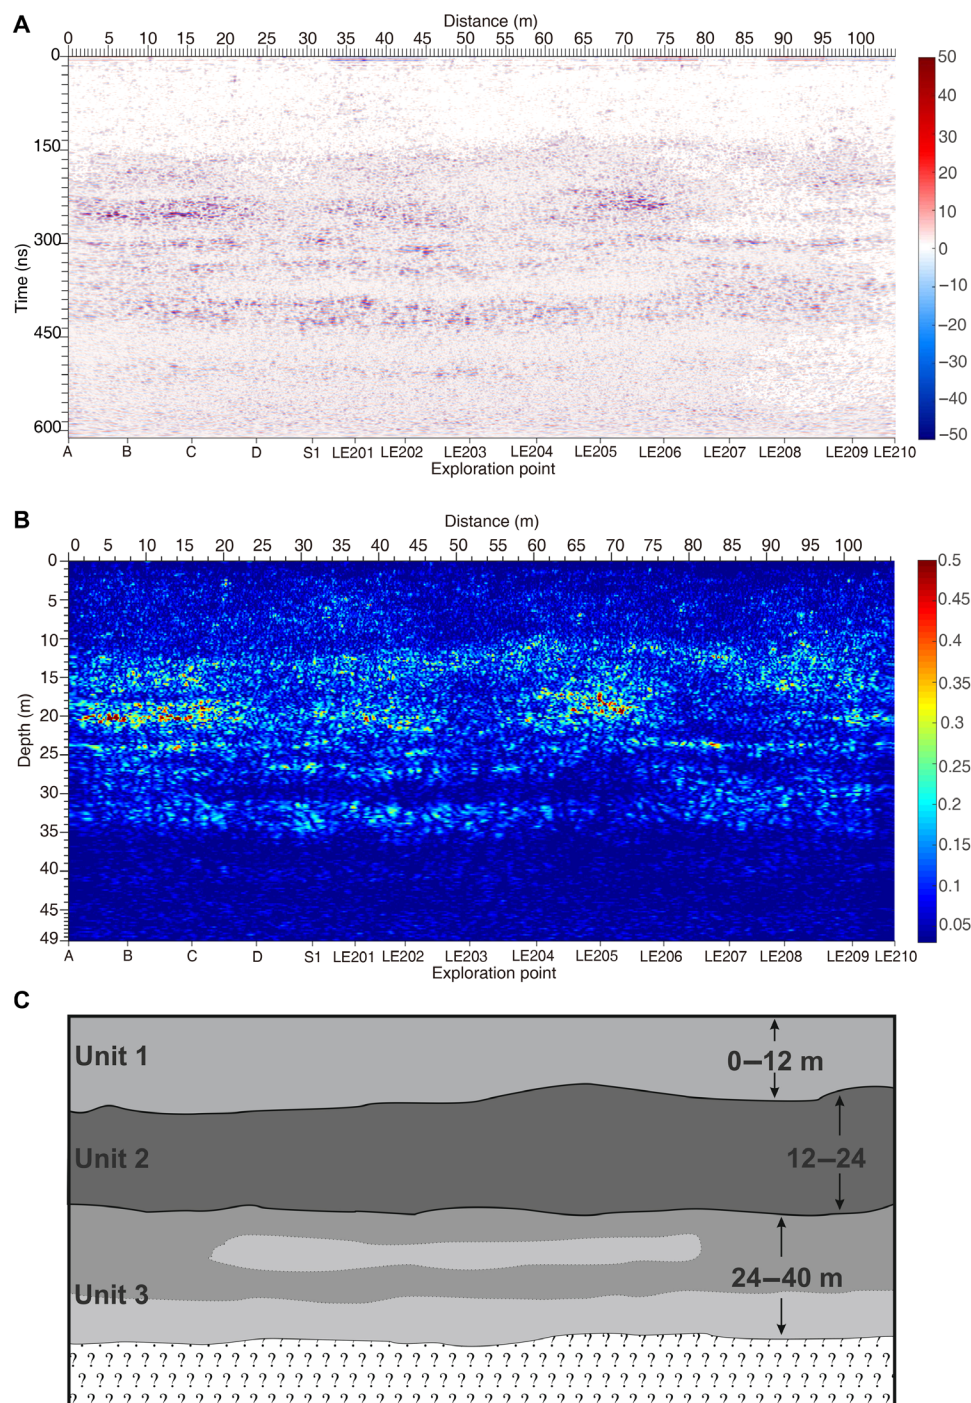 A
Distance (m)
0 5 10 15 20 25 30 35 40 45 50 55 60 65 70 75 80 85 90 95 100
Time (ns)
0
150
300
450
600
50
40
30
20
10
0
−10
−20
−30
−40
−50
A B C D S1 LE201 LE202 LE203 LE204 LE205 LE206 LE207 LE208 LE209 LE210
Exploration point
B
Distance (m)
0 5 10 15 20 25 30 35 40 45 50 55 60 65 70 75 80 85 90 95 100
Depth (m)
0
5
10
15
20
25
30
35
40
45
49
0.5
0.45
0.4
0.35
0.3
0.25
0.2
0.15
0.1
0.05
A B C D S1 LE201 LE202 LE203 LE204 LE205 LE206 LE207 LE208 LE209 LE210
Exploration point
C
Unit 1
0–12 m
Unit 2
12–24
24–40 m
Unit 3
? ? ? ? ? ? ? ? ? ? ? ? ? ? ? ? ? ? ? ? ? ? ? ? ? ? ? ? ? ? ? ?
? ? ? ? ? ? ? ? ? ? ? ? ? ? ? ? ? ? ? ? ? ? ? ? ? ? ? ? ? ? ? ?
? ? ? ? ? ? ? ? ? ? ? ? ? ? ? ? ? ? ? ? ? ? ? ? ? ? ? ? ? ? ? ?